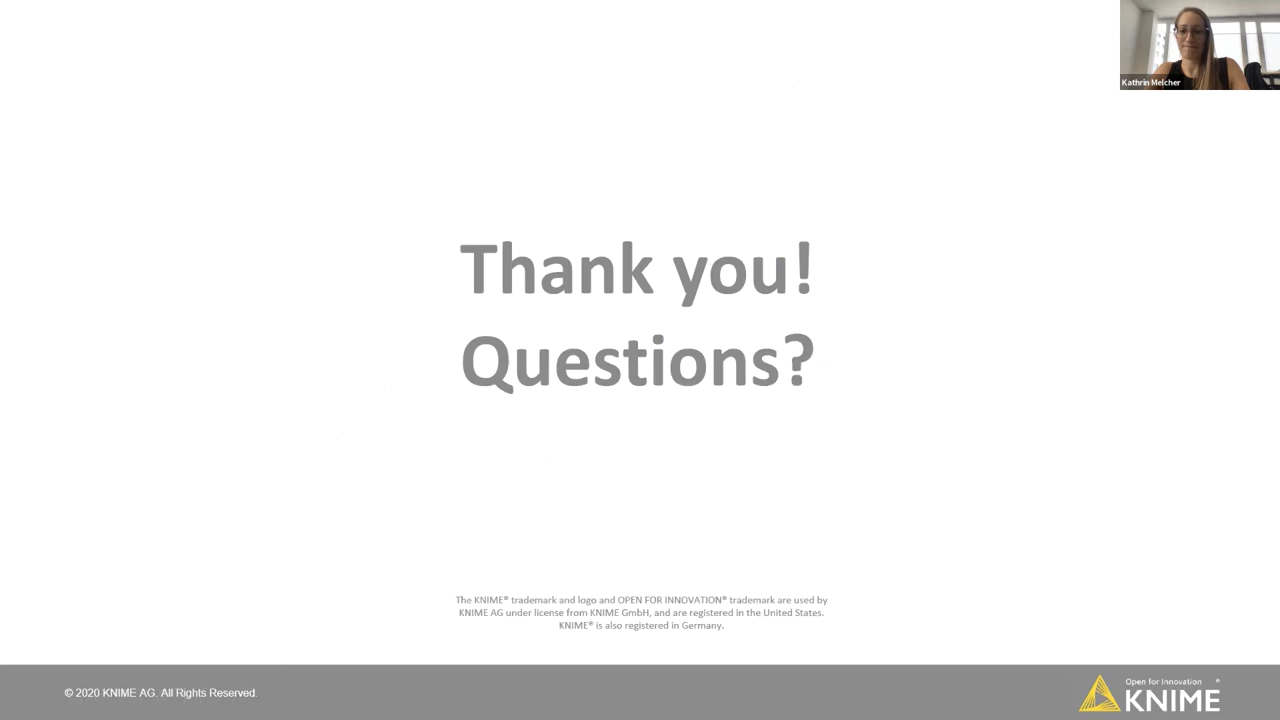 Kathrin Melcher
Thank you!
Questions?
The KNIME® trademark and logo and OPEN FOR INNOVATION® trademark are used by
KNIME AG under license from KNIME GmbH, and are registered in the United States.
KNIME® is also registered in Germany.
© 2020 KNIME AG. All Rights Reserved.
Open for Innovation ®
KNIME